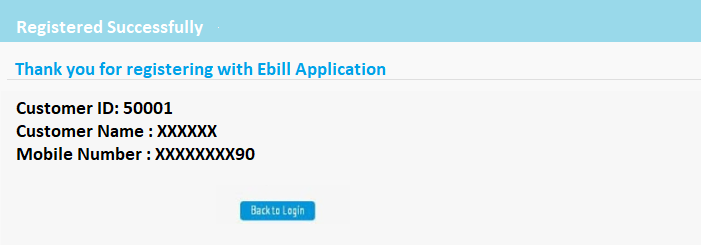 Registered Successfully
Thank you for registering with Ebill Application
Customer ID: 50001
Customer Name : XXXXXX
Mobile Number : XXXXXXXX90
Back to Login